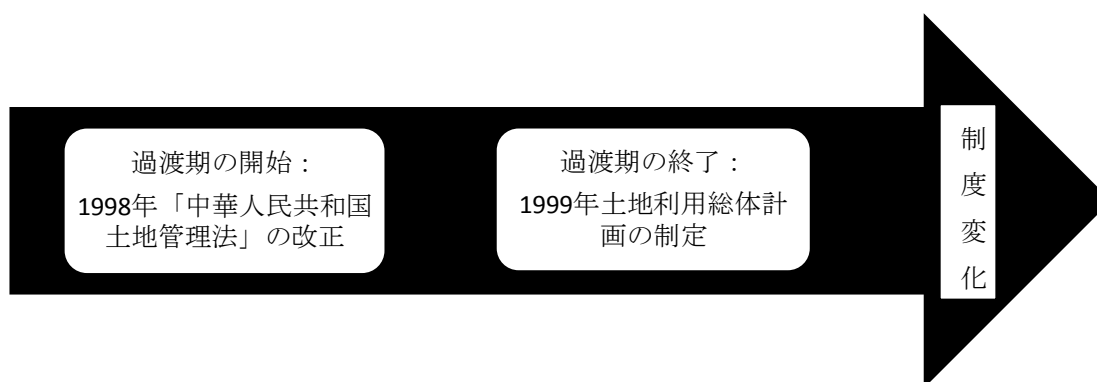 過渡期の開始：
1998年「中華人民共和国
土地管理法」の改正
過渡期の終了：
1999年土地利用総体計
画の制定
制度変化